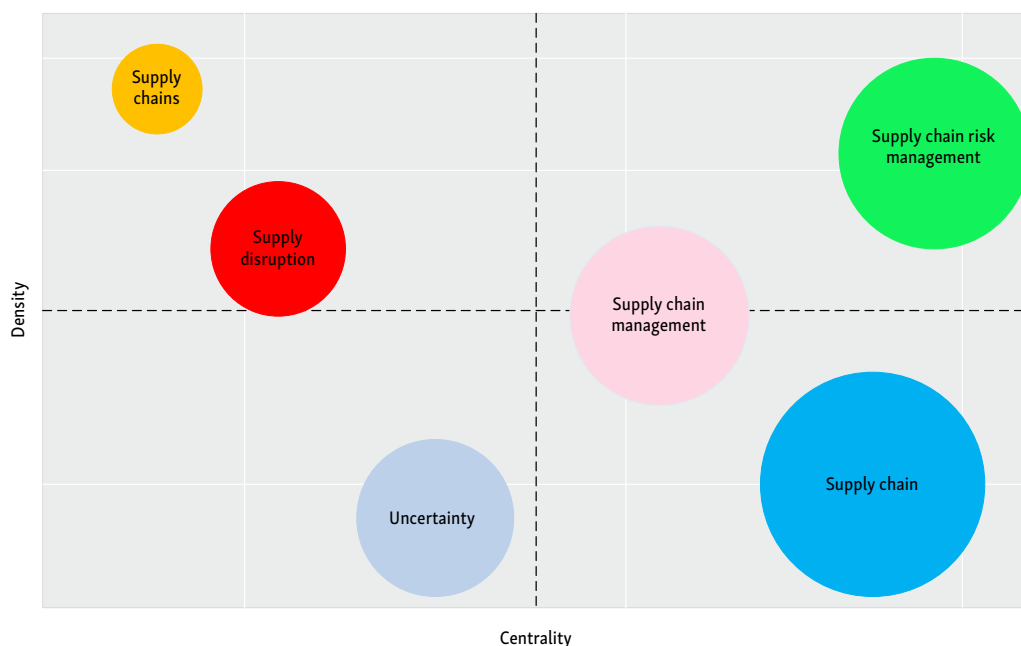 Supply
chains
Supply chain risk
management
Supply
disruption
Supply chain
management
Density
Supply chain
Uncertainty
Centrality